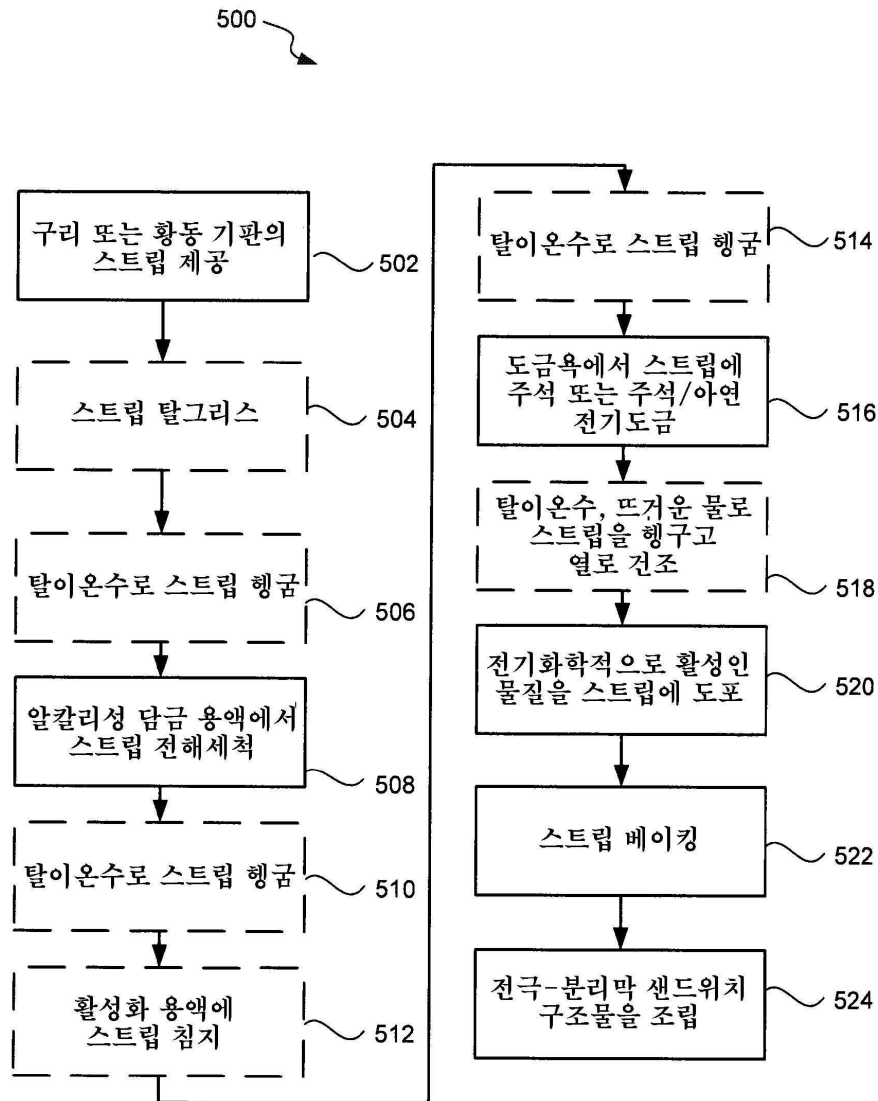 500
구리 또는 황동 기판의
스트립 제공
502
스트립 탈그리스
504
탈이온수로 스트립 헹굼
506
알칼리성 담금 용액에서
스트립 전해세척
508
탈이온수로 스트립 헹굼
510
활성화 용액에
스트립 침지
512
탈이온수로 스트립 헹굼
514
도금욕에서 스트립에
주석 또는 주석/아연
전기도금
516
탈이온수, 뜨거운 물로
스트립을 헹구고
열로 건조
518
전기화학적으로 활성인
물질을 스트립에 도포
520
스트립 베이킹
522
전극-분리막 샌드위치
구조물을 조립
524